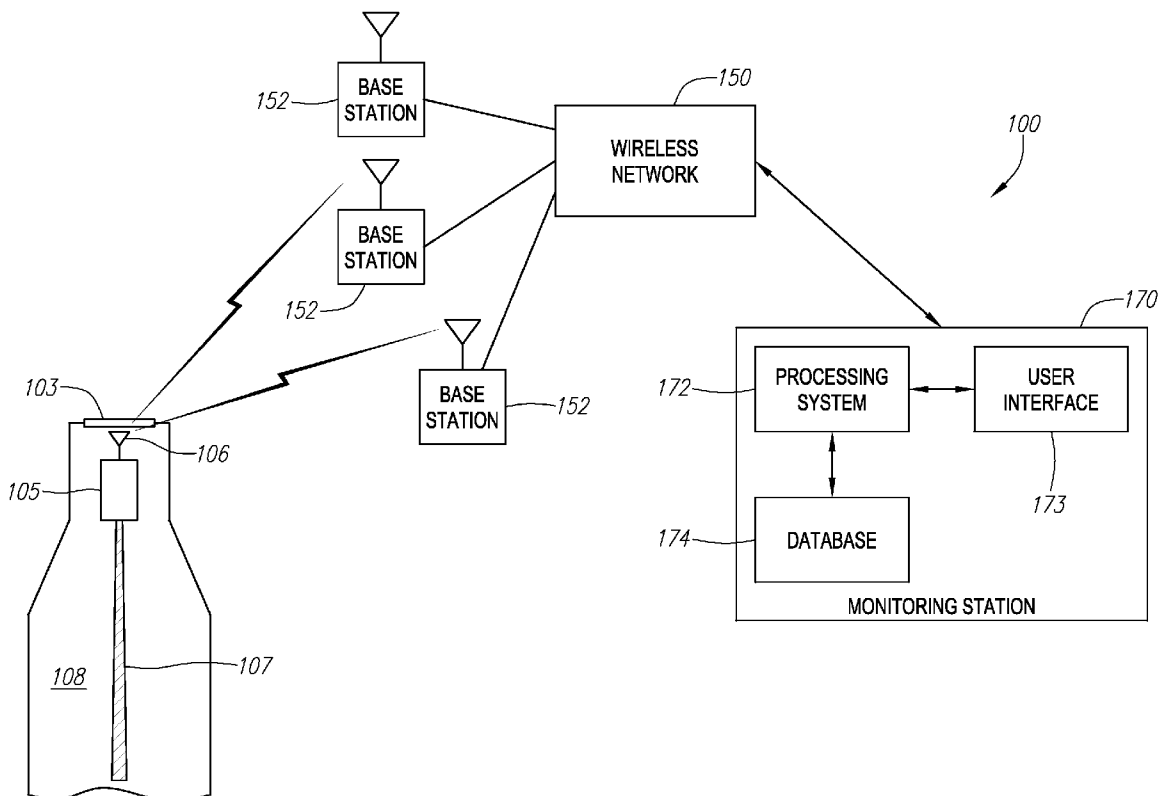 152
BASE
STATION
150
WIRELESS
NETWORK
100
BASE
STATION
152
BASE
STATION
152
103
106
105
107
108
170
172
PROCESSING
SYSTEM
USER
INTERFACE
173
174
DATABASE
MONITORING STATION